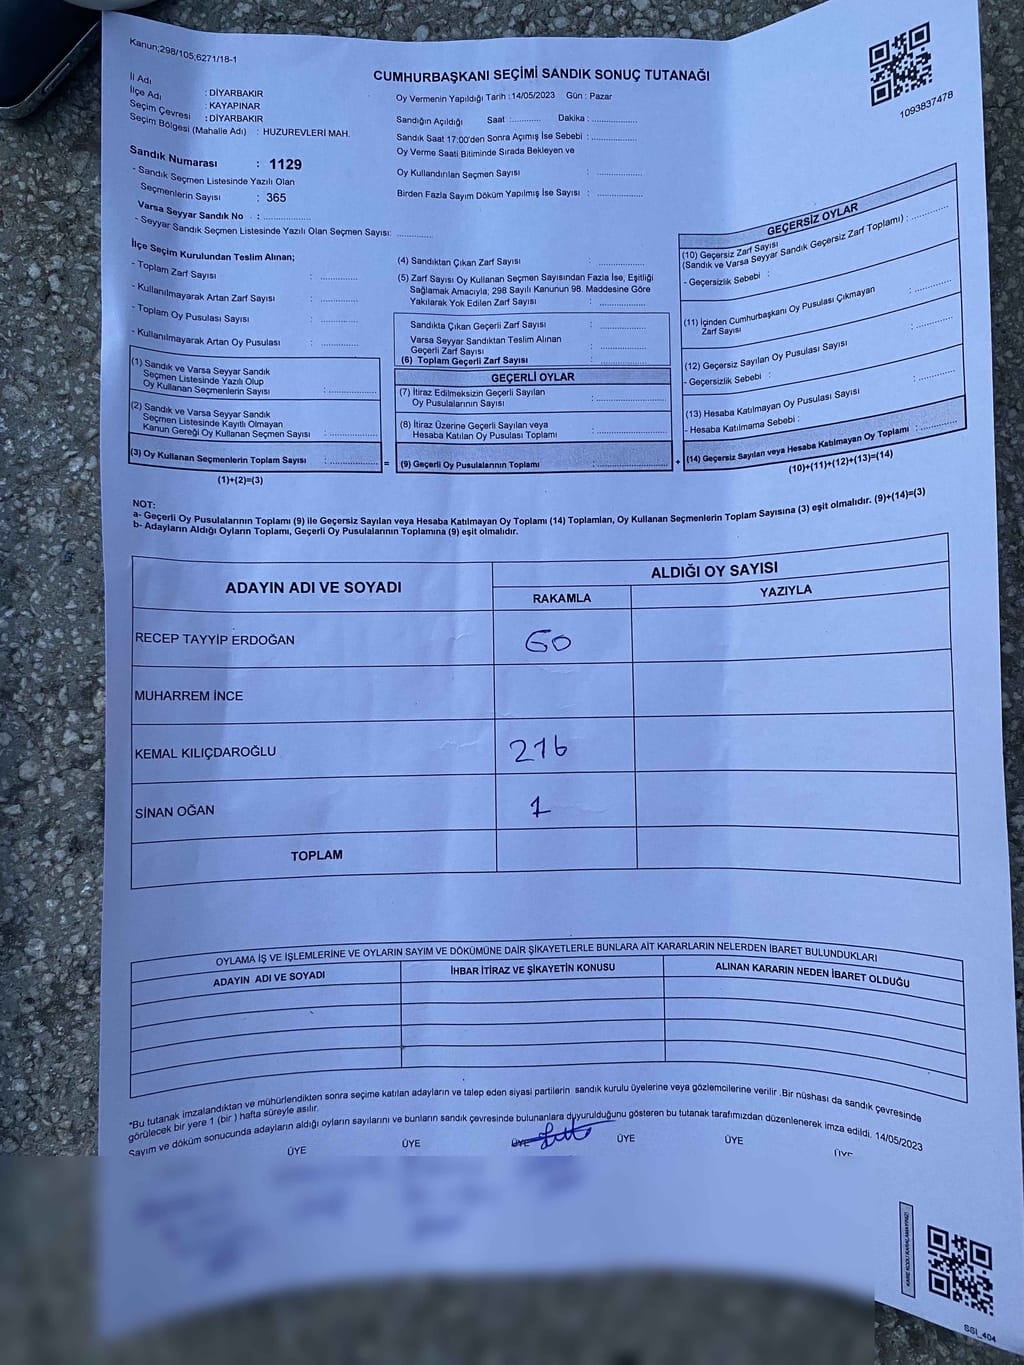 Kanun;298/105;6271/18-1
CUMHURBAŞKANI SEÇİMİ SANDIK SONUÇ TUTANAĞI
1093837478
İl Adı : DİYARBAKIR
İlçe Adı : KAYAPINAR
Seçim Çevresi : DİYARBAKIR
Seçim Bölgesi (Mahalle Adı) : HUZUREVLERİ MAH.
Sandık Numarası : 1129
- Sandık Seçmen Listesinde Yazılı Olan
Seçmenlerin Sayısı : 365
Varsa Seyyar Sandık No : ..............
- Seyyar Sandık Seçmen Listesinde Yazılı Olan Seçmen Sayısı: ..............
Oy Vermenin Yapıldığı Tarih : 14/05/2023 Gün : Pazar
Sandığın Açıldığı Saat :.......... Dakika : ..............
Sandık Saat 17:00'den Sonra Açımış İse Sebebi : ..............
Oy Verme Saati Bitiminde Sırada Bekleyen ve
Oy Kullandırılan Seçmen Sayısı : ..............
Birden Fazla Sayım Döküm Yapılmış İse Sayısı : ..............
İlçe Seçim Kurulundan Teslim Alınan;
- Toplam Zarf Sayısı : ..............
- Kullanılmayarak Artan Zarf Sayısı : ..............
- Toplam Oy Pusulası Sayısı : ..............
- Kullanılmayarak Artan Oy Pusulası : ..............
(1) Sandık ve Varsa Seyyar Sandık
Seçmen Listesinde Yazılı Olup
Oy Kullanan Seçmenlerin Sayısı : ..............
(2) Sandık ve Varsa Seyyar Sandık
Seçmen Listesinde Kayıtlı Olmayan
Kanun Gereği Oy Kullanan Seçmen Sayısı : ..............
(3) Oy Kullanan Seçmenlerin Toplam Sayısı : .............. =
(1)+(2)=(3)
(4) Sandıktan Çıkan Zarf Sayısı : ..............
(5) Zarf Sayısı Oy Kullanan Seçmen Sayısından Fazla İse, Eşitliği
Sağlamak Amacıyla, 298 Sayılı Kanunun 98. Maddesine Göre
Yakılarak Yok Edilen Zarf Sayısı : ..............
Sandıkta Çıkan Geçerli Zarf Sayısı : ..............
Varsa Seyyar Sandıktan Teslim Alınan
Geçerli Zarf Sayısı : ..............
(6) Toplam Geçerli Zarf Sayısı : ..............
GEÇERLİ OYLAR
(7) İtiraz Edilmeksizin Geçerli Sayılan
Oy Pusulalarının Sayısı : ..............
(8) İtiraz Üzerine Geçerli Sayılan veya
Hesaba Katılan Oy Pusulası Toplamı : ..............
(9) Geçerli Oy Pusulalarının Toplamı : .............. +
GEÇERSİZ OYLAR
(10) Geçersiz Zarf Sayısı
(Sandık ve Varsa Seyyar Sandık Geçersiz Zarf Toplamı) : ..............
- Geçersizlik Sebebi :
(11) İçinden Cumhurbaşkanı Oy Pusulası Çıkmayan
Zarf Sayısı : ..............
(12) Geçersiz Sayılan Oy Pusulası Sayısı : ..............
- Geçersizlik Sebebi :
(13) Hesaba Katılmayan Oy Pusulası Sayısı : ..............
- Hesaba Katılmama Sebebi :
(14) Geçersiz Sayılan veya Hesaba Katılmayan Oy Toplamı : ..............
(10)+(11)+(12)+(13)=(14)
NOT:
a- Geçerli Oy Pusulalarının Toplamı (9) ile Geçersiz Sayılan veya Hesaba Katılmayan Oy Toplamı (14) Toplamları, Oy Kullanan Seçmenlerin Toplam Sayısına (3) eşit olmalıdır. (9)+(14)=(3)
b- Adayların Aldığı Oyların Toplamı, Geçerli Oy Pusulalarının Toplamına (9) eşit olmalıdır.
ADAYIN ADI VE SOYADI
ALDIĞI OY SAYISI
RAKAMLA YAZIYLA
RECEP TAYYİP ERDOĞAN 60
MUHARREM İNCE
KEMAL KILIÇDAROĞLU 216
SİNAN OĞAN 1
TOPLAM
OYLAMA İŞ VE İŞLEMLERİNE VE OYLARIN SAYIM VE DÖKÜMÜNE DAİR ŞİKAYETLERLE BUNLARA AİT KARARLARIN NELERDEN İBARET BULUNDUKLARI
ADAYIN ADI VE SOYADI İHBAR İTİRAZ VE ŞİKAYETİN KONUSU ALINAN KARARIN NEDEN İBARET OLDUĞU
*Bu tutanak imzalandıktan ve mühürlendikten sonra seçime katılan adayların ve talep eden siyasi partilerin sandık kurulu üyelerine veya gözlemcilerine verilir .Bir nüshası da sandık çevresinde
görülecek bir yere 1 (bir ) hafta süreyle asılır.
Sayım ve döküm sonucunda adayların aldığı oyların sayılarını ve bunların sandık çevresinde bulunanlara duyurulduğunu gösteren bu tutanak tarafımızdan düzenlenerek imza edildi. 14/05/2023
ÜYE ÜYE ÜYE ÜYE ÜYE ÜYE
SSI_404